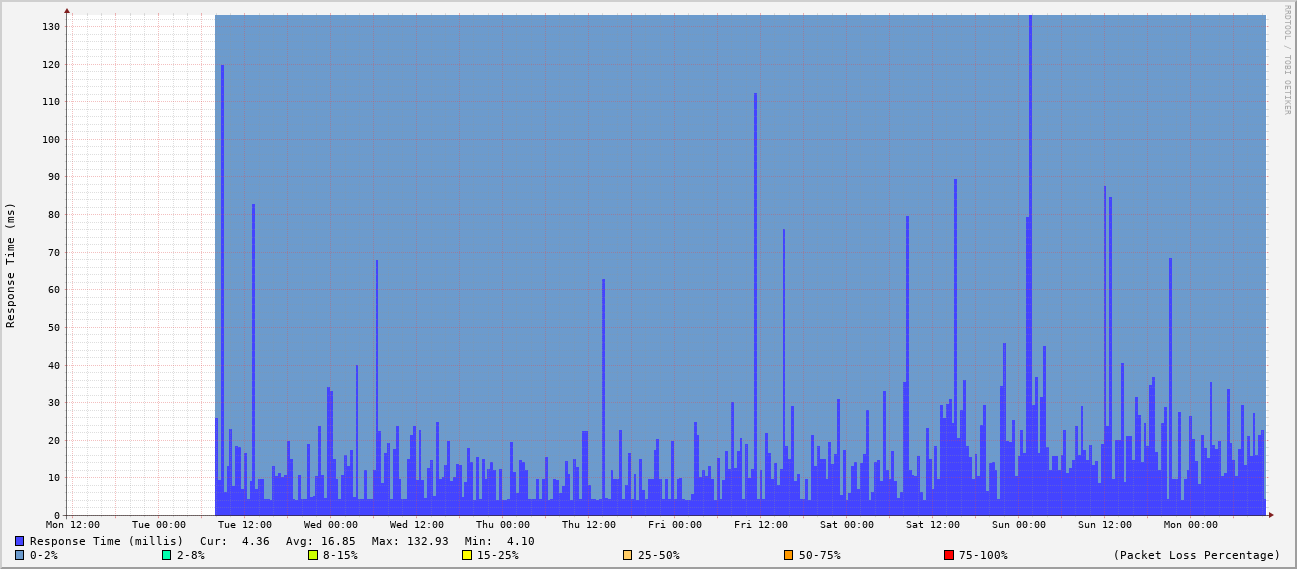 RRDTOOL / TOBI OETIKER
Response Time (ms)
130
120
110
100
90
80
70
60
50
40
30
20
10
0
Mon 12:00 Tue 00:00 Tue 12:00 Wed 00:00 Wed 12:00 Thu 00:00 Thu 12:00 Fri 00:00 Fri 12:00 Sat 00:00 Sat 12:00 Sun 00:00 Sun 12:00 Mon 00:00
Response Time (millis) Cur: 4.36 Avg: 16.85 Max: 132.93 Min: 4.10
0-2% 2-8% 8-15% 15-25% 25-50% 50-75% 75-100% (Packet Loss Percentage)